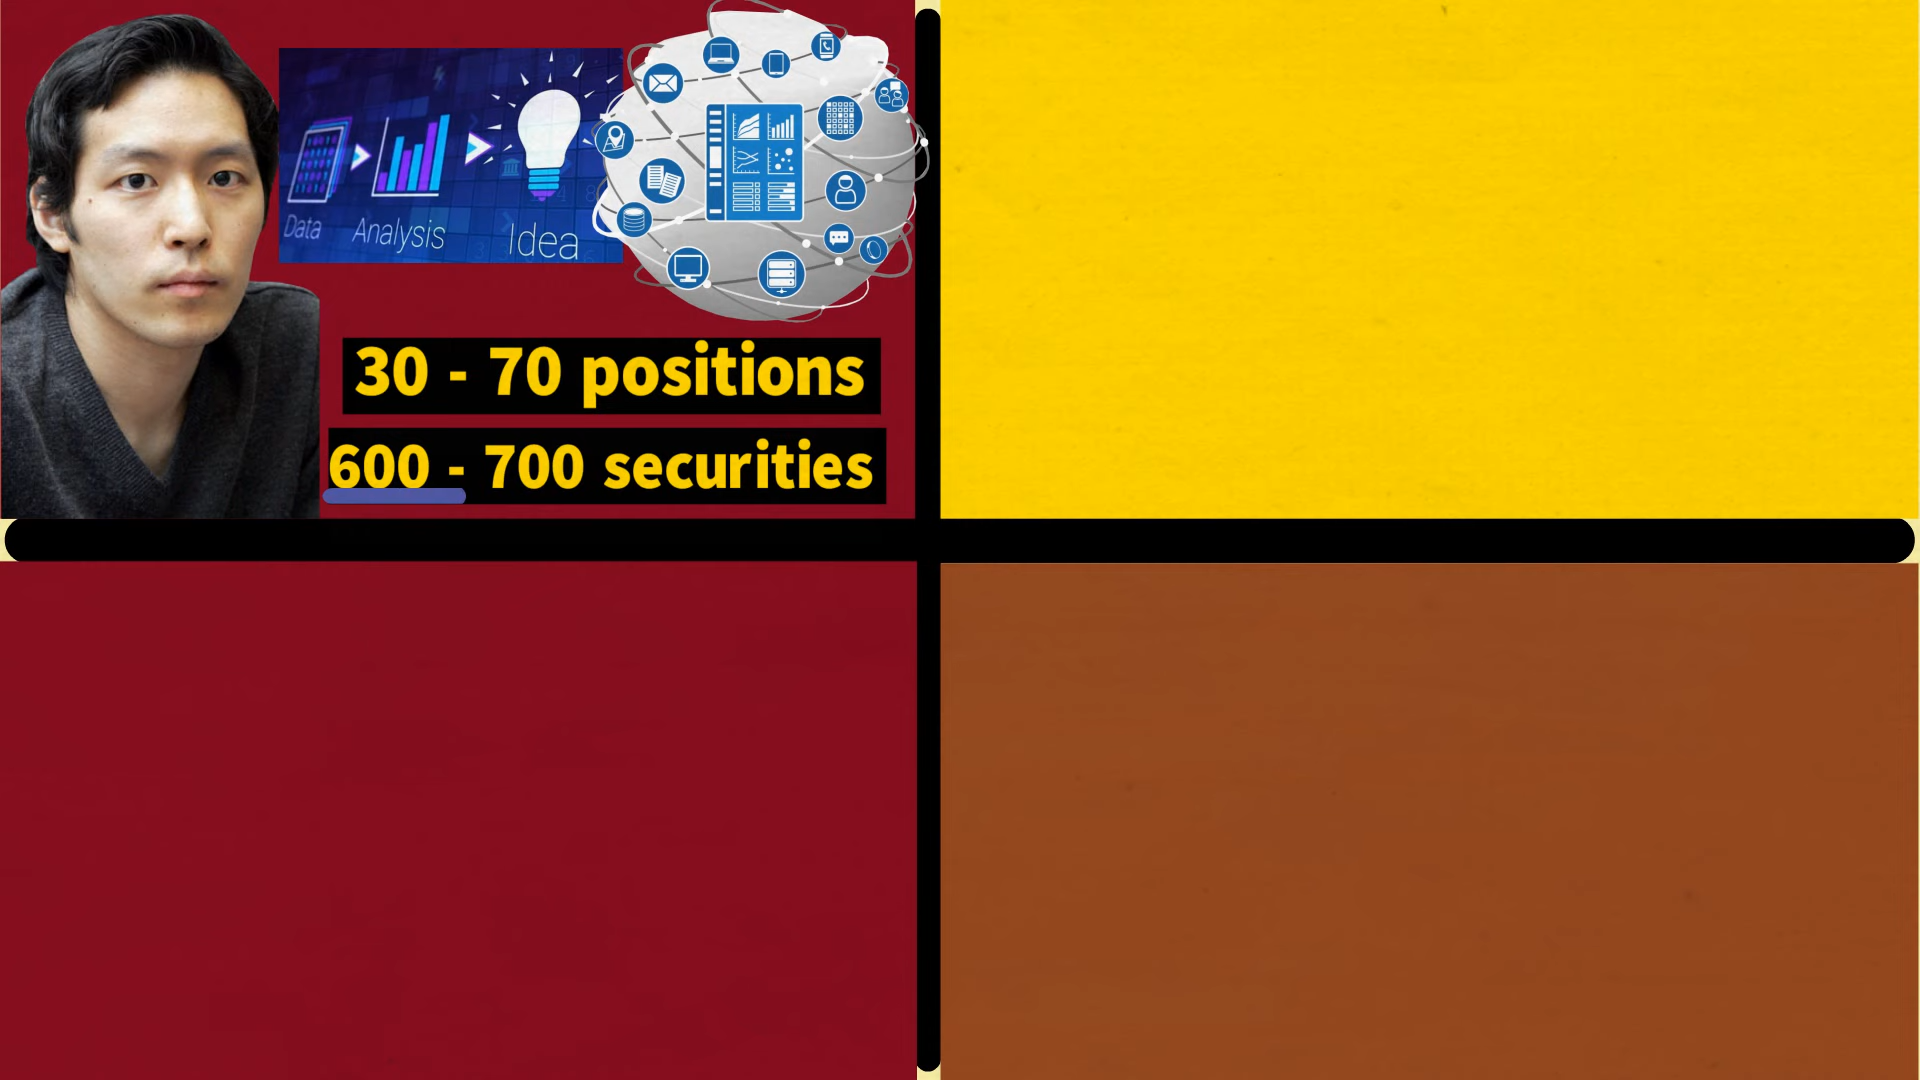 Data Analysis Idea
30 - 70 positions
600 - 700 securities